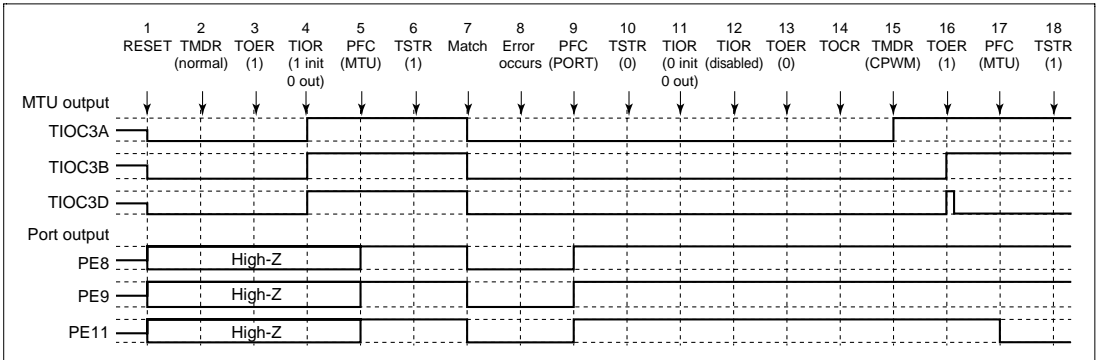 1 2 3 4 5 6 7 8 9 10 11 12 13 14 15 16 17 18
RESET TMDR TOER TIOR PFC TSTR Match Error PFC TSTR TIOR TIOR TOER TOCR TMDR TOER PFC TSTR
(normal) (1) (1 init (MTU) (1) occurs (PORT) (0) (0 init (disabled) (0) (CPWM) (1) (MTU) (1)
0 out) 0 out)
MTU output
TIOC3A
TIOC3B
TIOC3D
Port output
PE8 High-Z
PE9 High-Z
PE11 High-Z